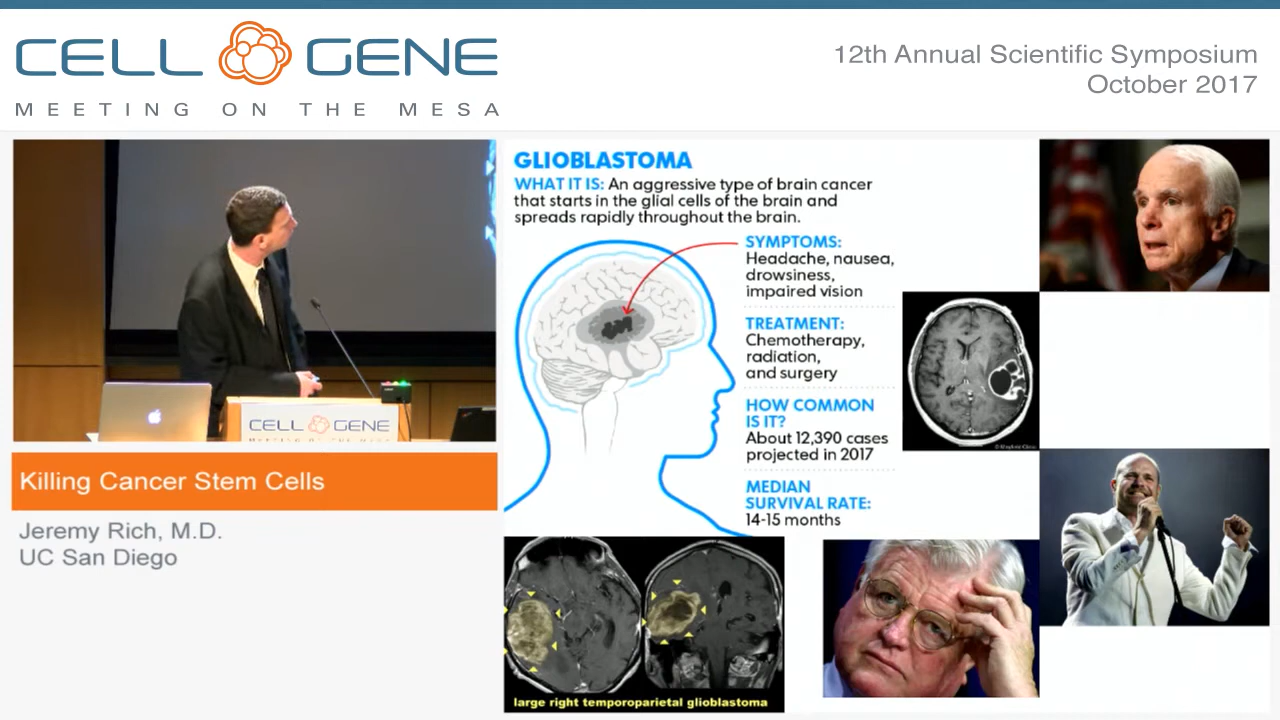 CELL GENE
MEETING ON THE MESA
12th Annual Scientific Symposium
October 2017
CELL GENE
MEETING ON THE MESA
Killing Cancer Stem Cells
Jeremy Rich, M.D.
UC San Diego
GLIOBLASTOMA
WHAT IT IS: An aggressive type of brain cancer
that starts in the glial cells of the brain and
spreads rapidly throughout the brain.
SYMPTOMS:
Headache, nausea,
drowsiness,
impaired vision
TREATMENT:
Chemotherapy,
radiation,
and surgery
HOW COMMON
IS IT?
About 12,390 cases
projected in 2017
MEDIAN
SURVIVAL RATE:
14-15 months
large right temporoparietal glioblastoma